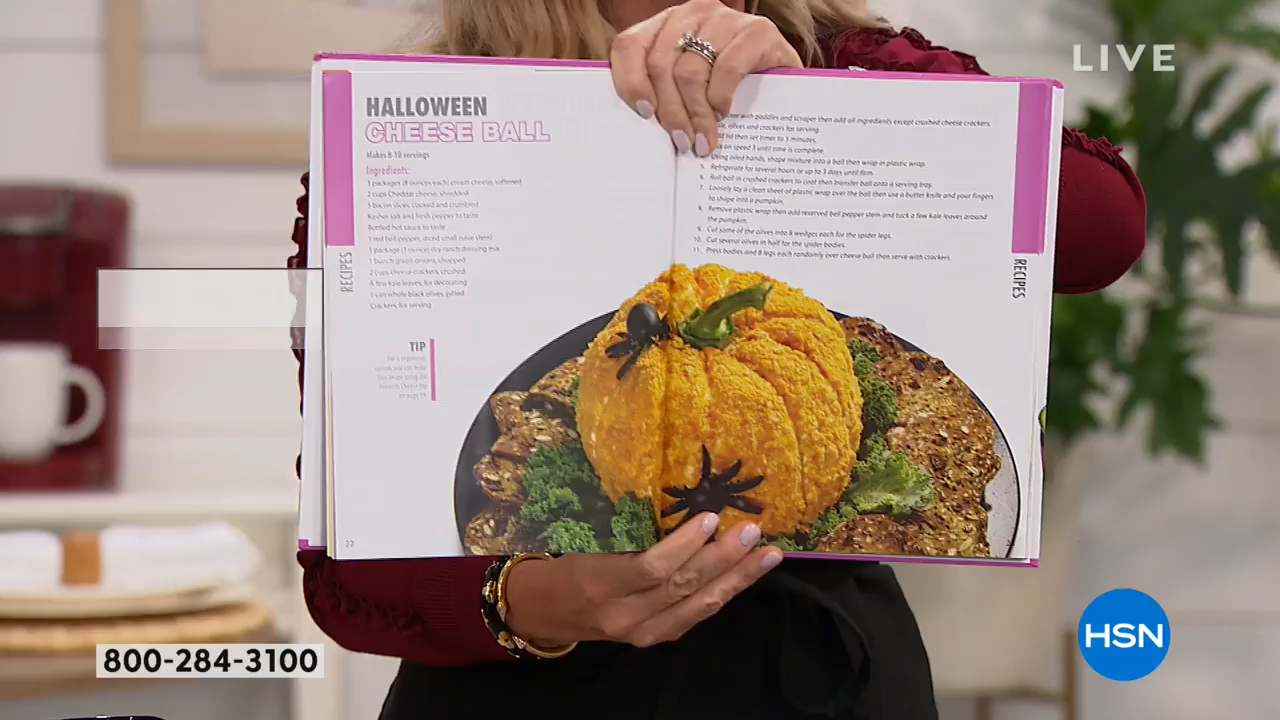 LIVE
HALLOWEEN
CHEESE BALL
Makes 8-10 servings
Ingredients:
3 packages (8 ounces each) cream cheese, softened
2 cups Cheddar cheese, shredded
5 bacon slices, cooked and crumbled
Kosher salt and fresh pepper to taste
Bottled hot sauce to taste
1 red bell pepper, diced small (save stem)
1 package (1 ounce) dry ranch dressing mix
1 bunch green onions, chopped
2 cups cheese crackers, crushed
A few kale leaves, for decorating
1 can whole black olives, pitted
Crackers, for serving
RECIPES
TIP
22
with paddles and scraper then add all ingredients except crushed cheese crackers,
olives and crackers for serving.
lid then set timer to 5 minutes.
on speed 3 until time is complete.
Using oiled hands, shape mixture into a ball then wrap in plastic wrap.
5. Refrigerate for several hours or up to 3 days until firm.
6. Roll ball in crushed crackers to coat then transfer ball onto a serving tray.
7. Loosely lay a clean sheet of plastic wrap over the ball then use a butter knife and your fingers
to shape into a pumpkin.
8. Remove plastic wrap then add reserved bell pepper stem and tuck a few kale leaves around
the pumpkin.
9. Cut some of the olives into 8 wedges each for the spider legs.
10. Cut several olives in half for the spider bodies.
11. Press bodies and 8 legs each randomly over cheese ball then serve with crackers.
RECIPES
HSN
800-284-3100